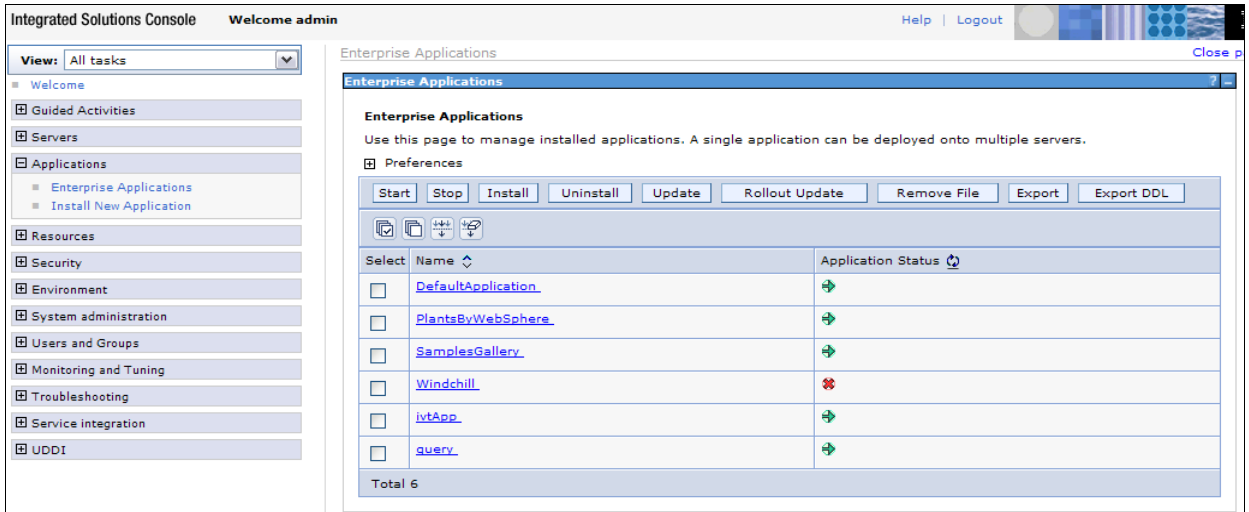 Integrated Solutions Console Welcome admin Help | Logout
View: All tasks
Welcome
Guided Activities
Servers
Applications
Enterprise Applications
Install New Application
Resources
Security
Environment
System administration
Users and Groups
Monitoring and Tuning
Troubleshooting
Service integration
UDDI
Enterprise Applications Close p
Enterprise Applications ? –
Enterprise Applications
Use this page to manage installed applications. A single application can be deployed onto multiple servers.
Preferences
Start Stop Install Uninstall Update Rollout Update Remove File Export Export DDL
Select Name Application Status
DefaultApplication
PlantsByWebSphere
SamplesGallery
Windchill
ivtApp
query
Total 6